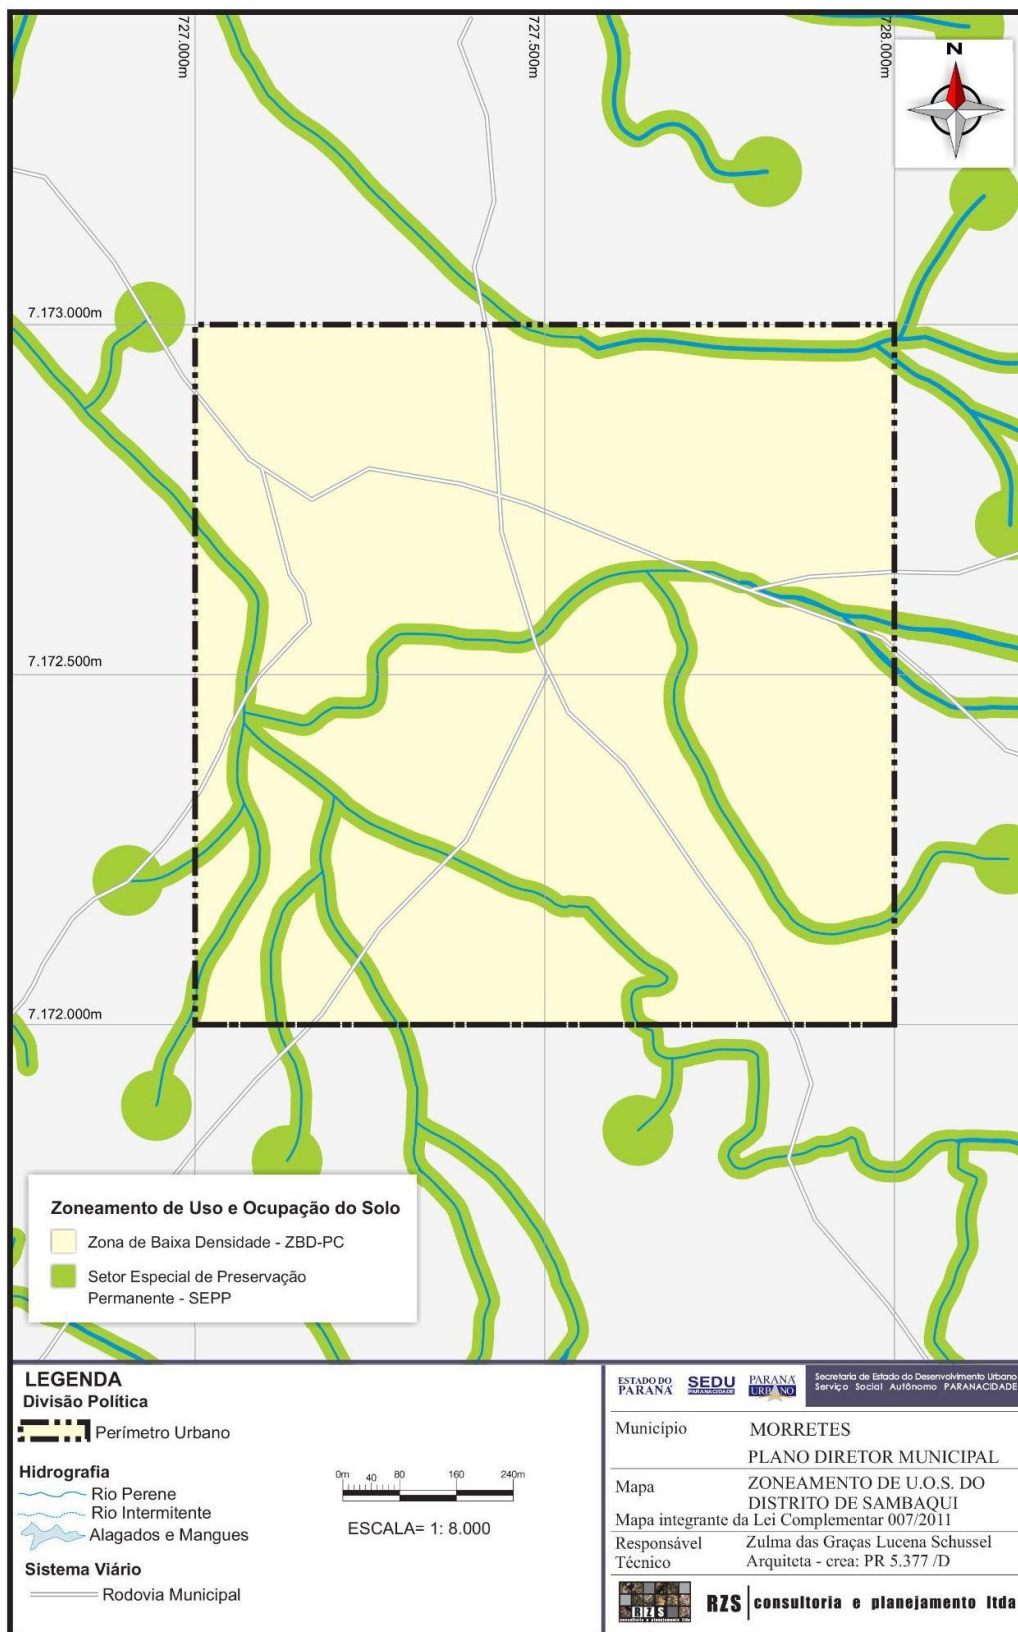 727.000m
727.500m
728.000m
N
7.173.000m
7.172.500m
7.172.000m
Zoneamento de Uso e Ocupação do Solo
Zona de Baixa Densidade - ZBD-PC
Setor Especial de Preservação
Permanente - SEPP
LEGENDA
Divisão Política
Perímetro Urbano
Hidrografia
Rio Perene
Rio Intermitente
Alagados e Mangues
Sistema Viário
Rodovia Municipal
0m 40 80 160 240m
ESCALA= 1: 8.000
ESTADO DO
PARANÁ
SEDU
PARANACIDADE
PARANÁ
URBANO
Secretaria de Estado do Desenvolvimento Urbano
Serviço Social Autônomo PARANACIDADE
Município MORRETES
PLANO DIRETOR MUNICIPAL
Mapa ZONEAMENTO DE U.O.S. DO
DISTRITO DE SAMBAQUI
Mapa integrante da Lei Complementar 007/2011
Responsável Zulma das Graças Lucena Schussel
Técnico Arquiteta - crea: PR 5.377 /D
RZS
consultoria e planejamento ltda
RZS consultoria e planejamento ltda